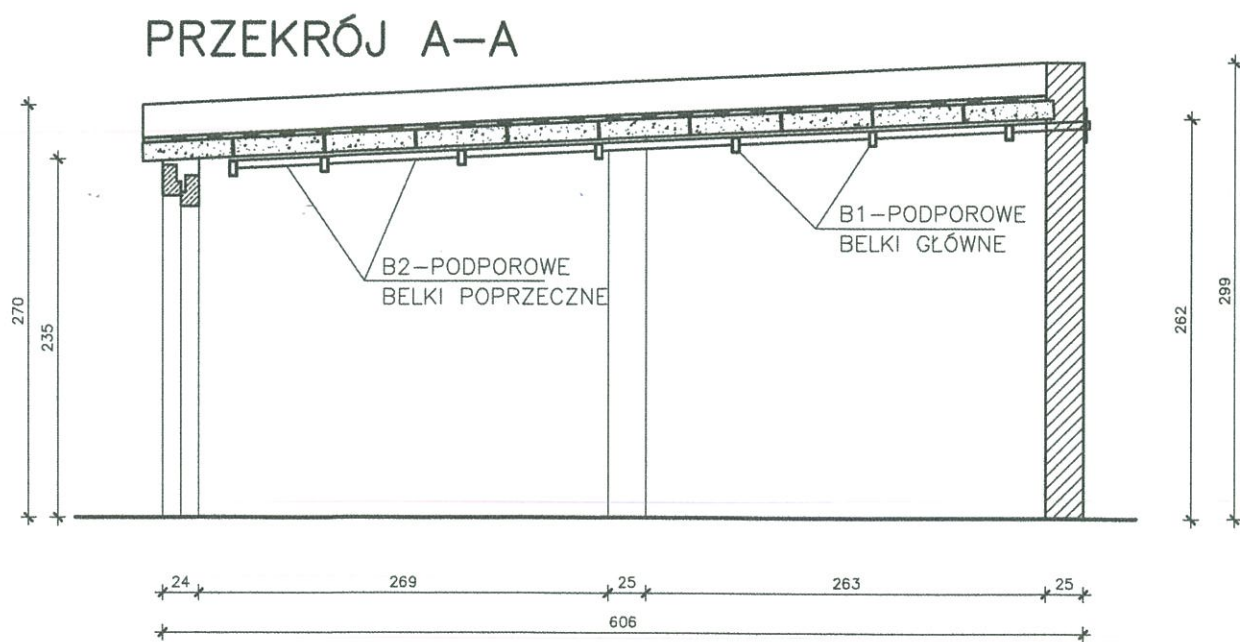 PRZEKRÓJ A-A
B1-PODPOROWE
BELKI GŁÓWNE
B2-PODPOROWE
BELKI POPRZECZNE
270
235
262
299
24
269
25
263
25
606